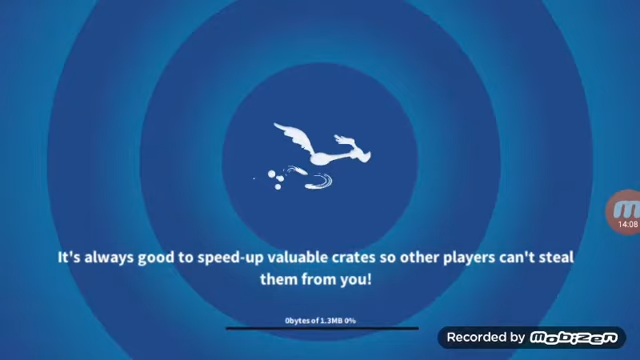 It's always good to speed-up valuable crates so other players can't steal
them from you!
0bytes of 1.3MB 0%
m
14:08
Recorded by mobizen